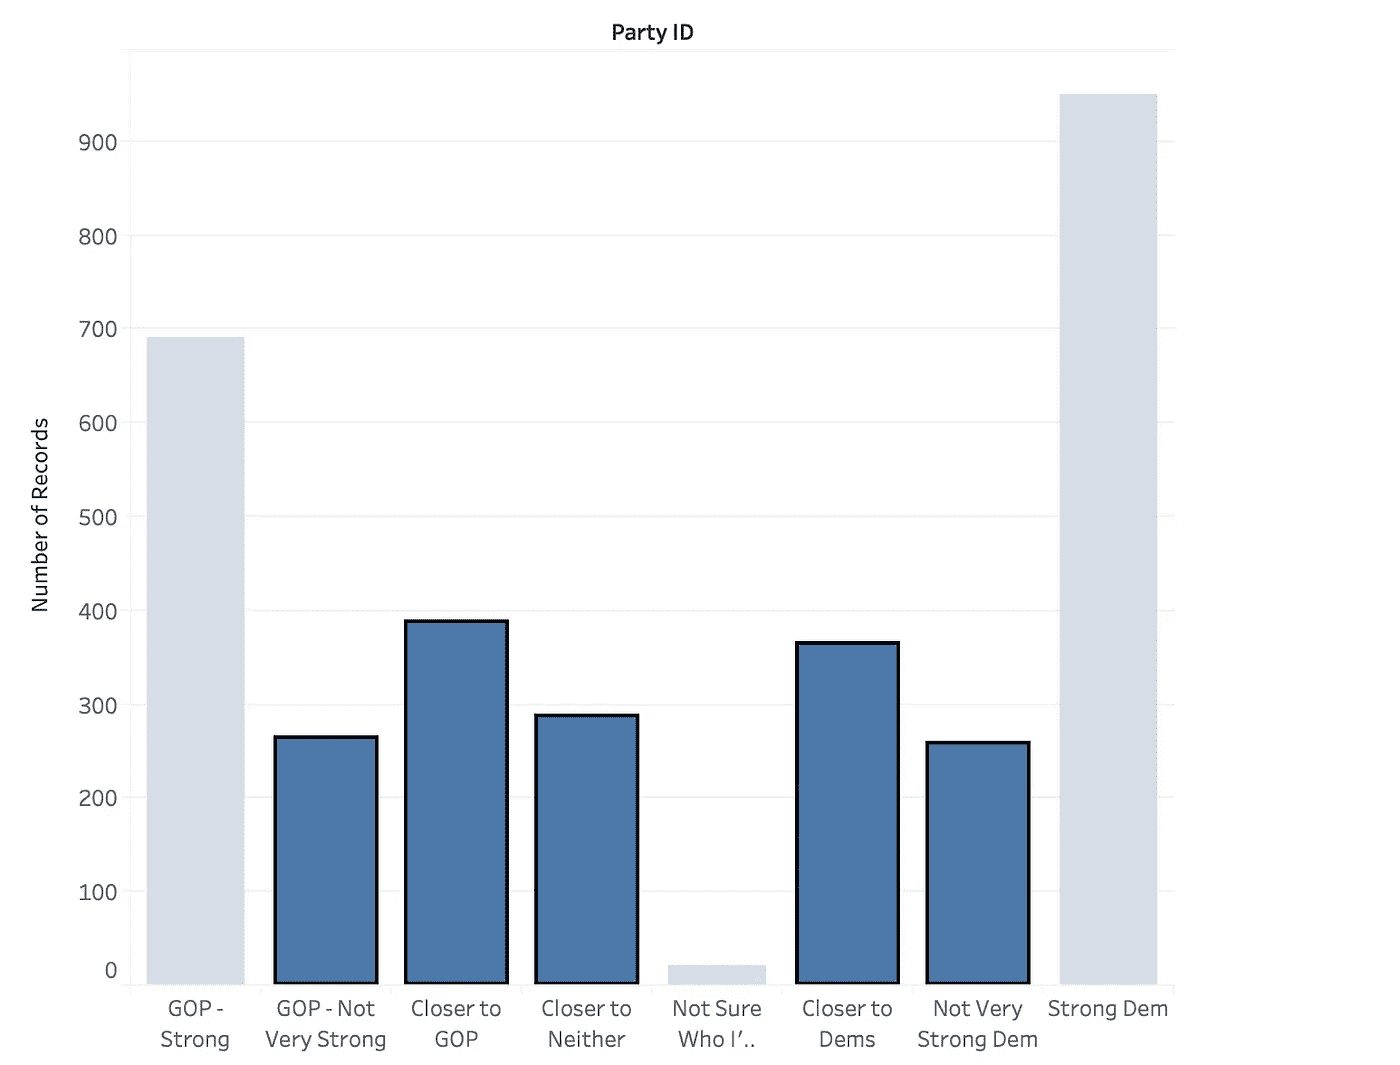 Party ID
Number of Records
900
800
700
600
500
400
300
200
100
0
GOP -
Strong
GOP - Not
Very Strong
Closer to
GOP
Closer to
Neither
Not Sure
Who I'..
Closer to
Dems
Not Very
Strong Dem
Strong Dem